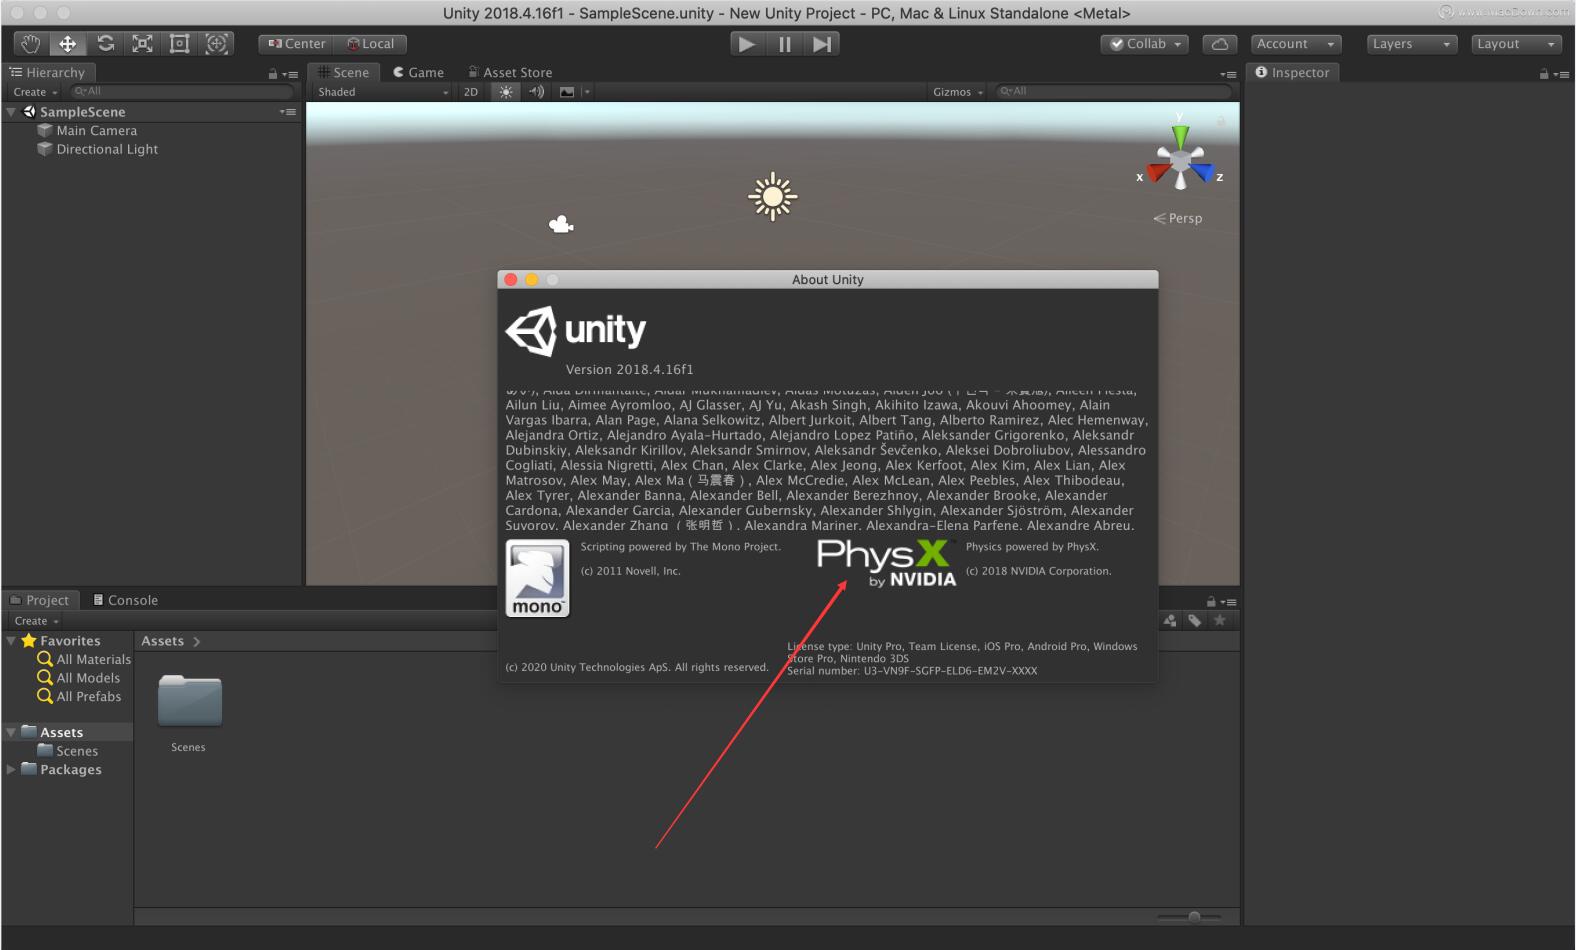 Unity 2018.4.16f1 - SampleScene.unity - New Unity Project - PC, Mac & Linux Standalone <Metal>
www.macDown.com
Center
Local
Collab
Account
Layers
Layout
Hierarchy
Scene
Game
Asset Store
Inspector
Create
All
Shaded
2D
Gizmos
All
SampleScene
Main Camera
Directional Light
y
x
z
Persp
About Unity
unity
Version 2018.4.16f1
Ailun Liu, Aimee Ayromloo, AJ Glasser, AJ Yu, Akash Singh, Akihito Izawa, Akouvi Ahoomey, Alain
Vargas Ibarra, Alan Page, Alana Selkowitz, Albert Jurkoit, Albert Tang, Alberto Ramirez, Alec Hemenway,
Alejandra Ortiz, Alejandro Ayala-Hurtado, Alejandro Lopez Patiño, Aleksander Grigorenko, Aleksandr
Dubinskiy, Aleksandr Kirillov, Aleksandr Smirnov, Aleksandr Ševčenko, Aleksei Dobroliubov, Alessandro
Cogliati, Alessia Nigretti, Alex Chan, Alex Clarke, Alex Jeong, Alex Kerfoot, Alex Kim, Alex Lian, Alex
Matrosov, Alex May, Alex Ma ( 马震春 ) , Alex McCredie, Alex McLean, Alex Peebles, Alex Thibodeau,
Alex Tyrer, Alexander Banna, Alexander Bell, Alexander Berezhnoy, Alexander Brooke, Alexander
Cardona, Alexander Garcia, Alexander Gubernsky, Alexander Shlygin, Alexander Sjöström, Alexander
Suvorov, Alexander Zhang ( 张明哲 ) , Alexandra Mariner, Alexandra-Elena Parfene, Alexandre Abreu,
mono
Scripting powered by The Mono Project.
(c) 2011 Novell, Inc.
PhysX
by NVIDIA
Physics powered by PhysX.
(c) 2018 NVIDIA Corporation.
(c) 2020 Unity Technologies ApS. All rights reserved.
License type: Unity Pro, Team License, iOS Pro, Android Pro, Windows
Store Pro, Nintendo 3DS
Serial number: U3-VN9F-SGFP-ELD6-EM2V-XXXX
Project
Console
Create
Favorites
All Materials
All Models
All Prefabs
Assets
Scenes
Packages
Assets
Scenes